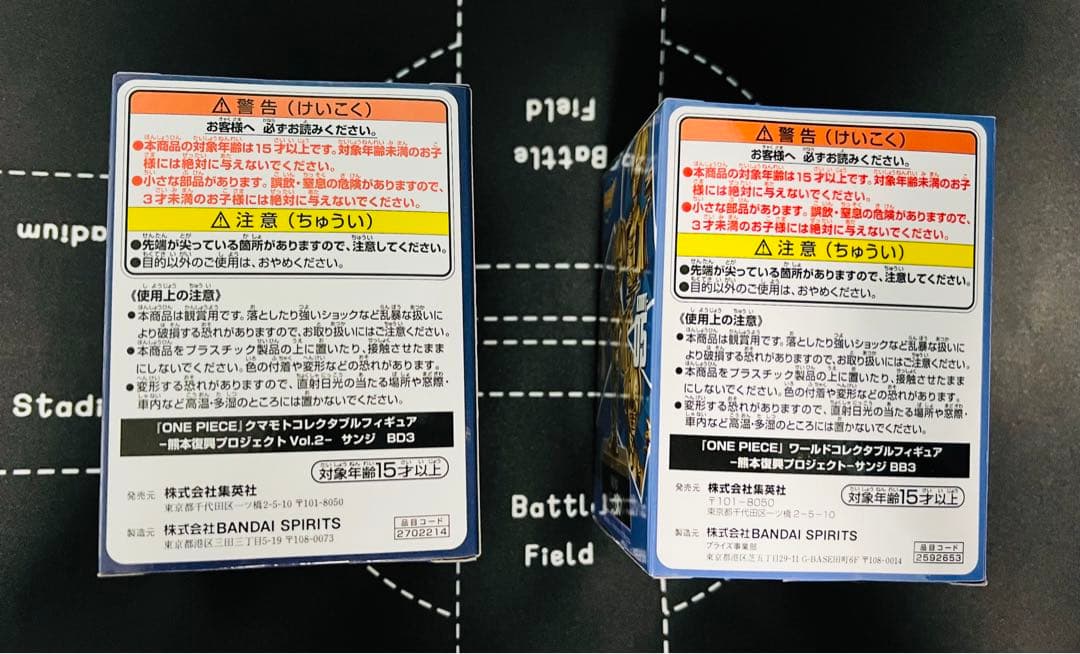 Field
Battle
Stadium
⚠警告（けいこく）
お客様へ 必ずお読みください。
●本商品の対象年齢は15才以上です。対象年齢未満のお子
様には絶対に与えないでください。
●小さな部品があります。誤飲・窒息の危険がありますので、
3才未満のお子様には絶対に与えないでください。
⚠注意（ちゅうい）
●先端が尖っている箇所がありますので、注意してください。
●目的以外のご使用は、おやめください。
《使用上の注意》
●本商品は観賞用です。落としたり強いショックなど乱暴な扱いに
より破損する恐れがありますので、お取り扱いにはご注意ください。
●本商品をプラスチック製品の上に置いたり、接触させたまま
にしないでください。色の付着や変形などの恐れがあります。
●変形する恐れがありますので、直射日光の当たる場所や窓際・
車内など高温・多湿のところには置かないでください。
「ONE PIECE」クマモトコレクタブルフィギュア
-熊本復興プロジェクト Vol.2- サンジ BD3
対象年齢15才以上
発売元 株式会社集英社
東京都千代田区一ツ橋2-5-10 〒101-8050
製造元 株式会社BANDAI SPIRITS
東京都港区三田三丁目5-19 〒108-0073
品目コード
2702214
⚠警告（けいこく）
お客様へ 必ずお読みください。
●本商品の対象年齢は15才以上です。対象年齢未満のお子
様には絶対に与えないでください。
●小さな部品があります。誤飲・窒息の危険がありますので、
3才未満のお子様には絶対に与えないでください。
⚠注意（ちゅうい）
●先端が尖っている箇所がありますので、注意してください。
●目的以外のご使用は、おやめください。
《使用上の注意》
●本商品は観賞用です。落としたり強いショックなど乱暴な扱いに
より破損する恐れがありますので、お取り扱いにはご注意ください。
●本商品をプラスチック製品の上に置いたり、接触させたまま
にしないでください。色の付着や変形などの恐れがあります。
●変形する恐れがありますので、直射日光の当たる場所や窓際・
車内など高温・多湿のところには置かないでください。
「ONE PIECE」ワールドコレクタブルフィギュア
-熊本復興プロジェクト-サンジ BB3
対象年齢15才以上
発売元 株式会社集英社
〒101-8050
東京都千代田区一ツ橋2-5-10
製造元 株式会社BANDAI SPIRITS
プライズ事業部
東京都港区芝五丁目29-11 G-BASE田町6F 〒108-0014
品目コード
2592653
Stadi
Battle
Field